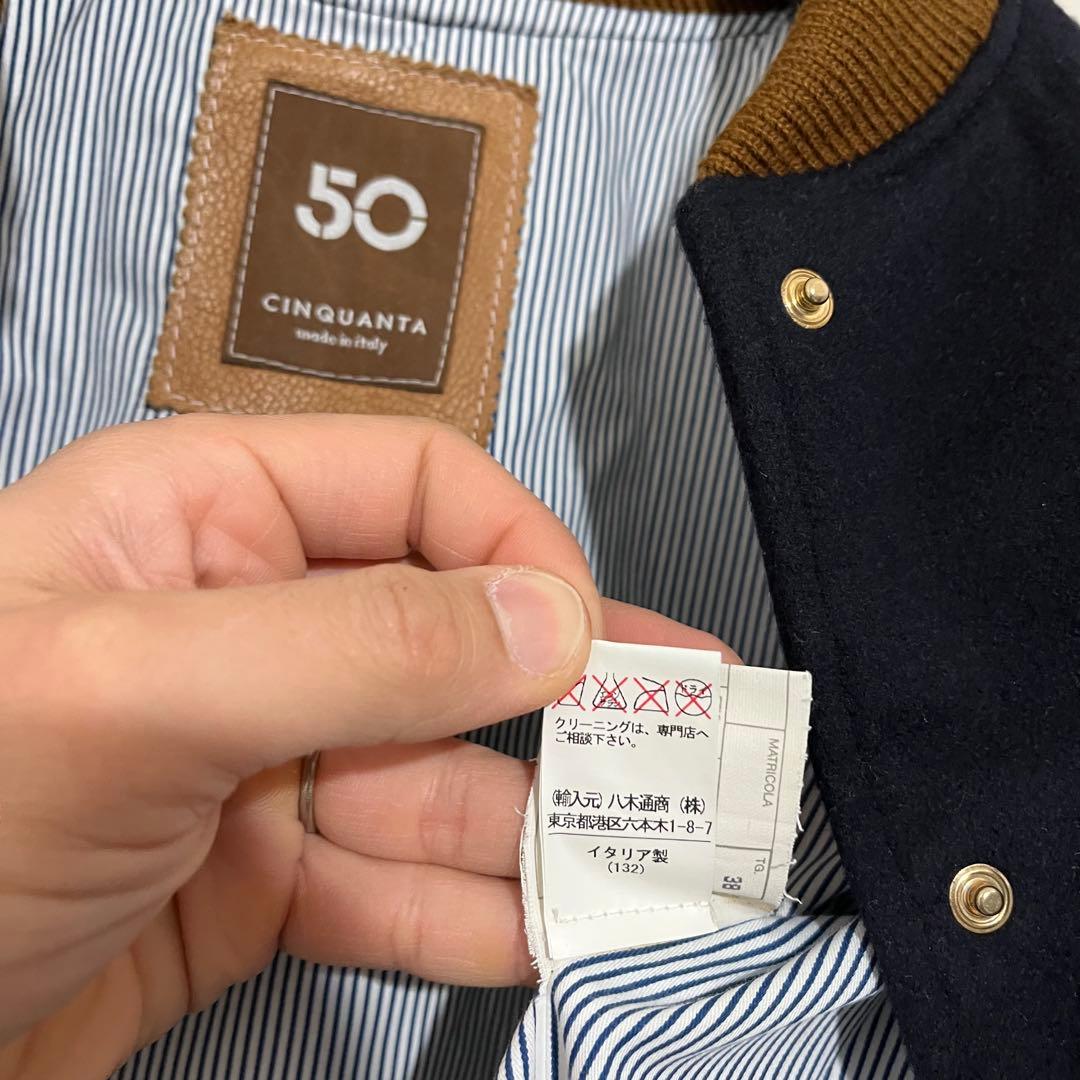 50
CINQUANTA
made in italy
ドライ
クリーニングは、専門店へ
ご相談下さい。
(輸入元) 八木通商 (株)
東京都港区六本木1-8-7
イタリア製
(132)
MATRICOLA
TG.
38